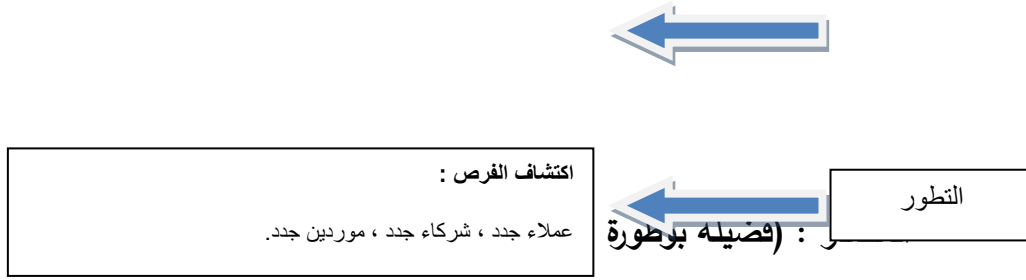 اكتشاف الفرص :
التطور
عملاء جدد ، شركاء جدد ، موردين جدد.
: (فضيلة بوطورة